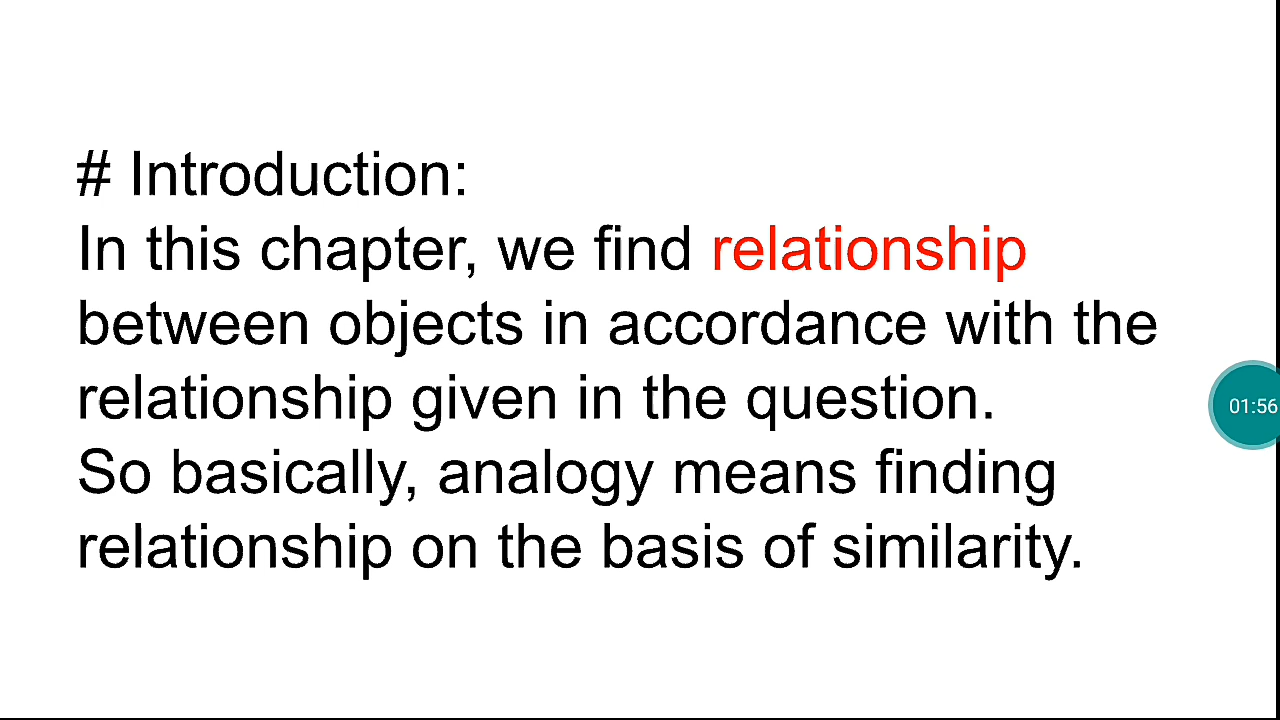 # Introduction:
In this chapter, we find relationship
between objects in accordance with the
relationship given in the question.
01:56
So basically, analogy means finding
relationship on the basis of similarity.